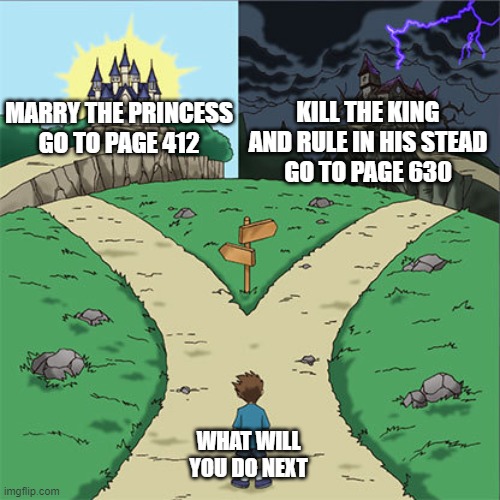 MARRY THE PRINCESS
GO TO PAGE 412
KILL THE KING
AND RULE IN HIS STEAD
GO TO PAGE 630
WHAT WILL
YOU DO NEXT
imgflip.com